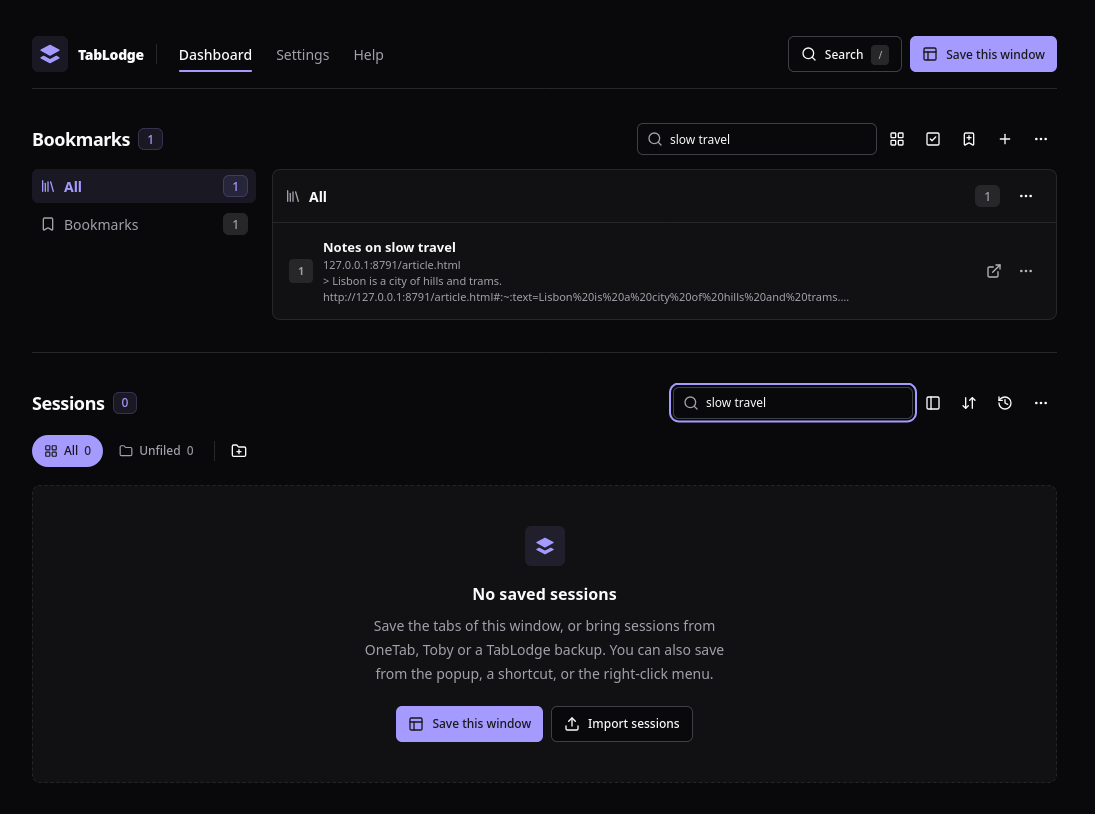 TabLodge
Dashboard
Settings
Help
Search /
Save this window
Bookmarks 1
slow travel
All 1
Bookmarks 1
All 1
1
Notes on slow travel
127.0.0.1:8791/article.html
> Lisbon is a city of hills and trams.
http://127.0.0.1:8791/article.html#:~:text=Lisbon%20is%20a%20city%20of%20hills%20and%20trams....
Sessions 0
slow travel
All 0
Unfiled 0
No saved sessions
Save the tabs of this window, or bring sessions from
OneTab, Toby or a TabLodge backup. You can also save
from the popup, a shortcut, or the right-click menu.
Save this window
Import sessions